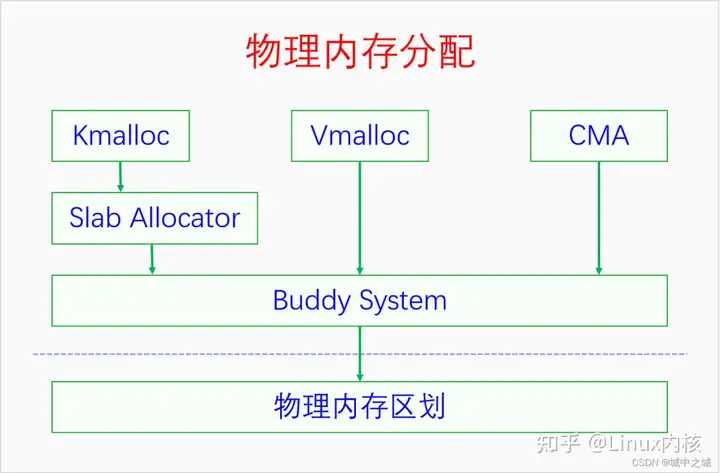 物理内存分配
Kmalloc
Vmalloc
CMA
Slab Allocator
Buddy System
物理内存区划
知乎 @Linux内核
CSDN @城中之城